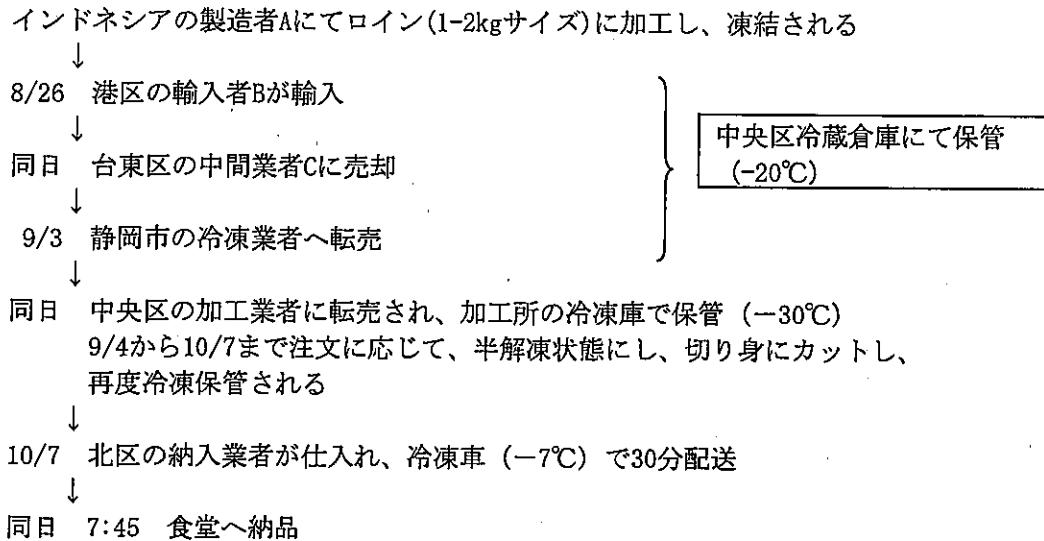 インドネシアの製造者Aにてロイン(1-2kgサイズ)に加工し、凍結される
↓
8/26 港区の輸入者Bが輸入
↓
同日 台東区の中間業者Cに売却
↓
9/3 静岡市の冷凍業者へ転売
中央区冷蔵倉庫にて保管
(-20℃)
↓
同日 中央区の加工業者に転売され、加工所の冷凍庫で保管(-30℃)
9/4から10/7まで注文に応じて、半解凍状態にし、切り身にカットし、
再度冷凍保管される
↓
10/7 北区の納入業者が仕入れ、冷凍車(-7℃)で30分配送
↓
同日 7:45 食堂へ納品